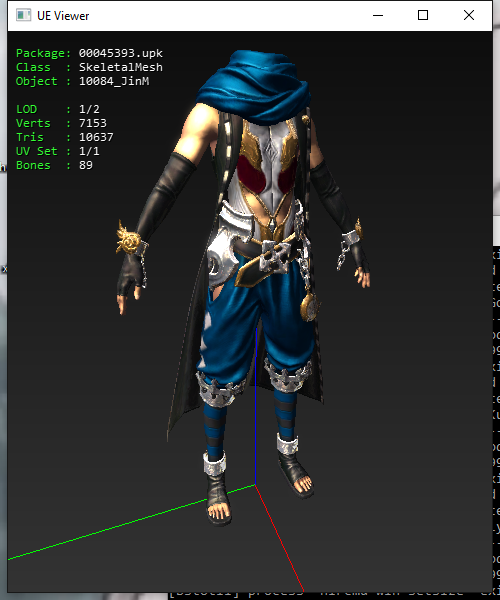 UE Viewer
Package: 00045393.upk
Class : SkeletalMesh
Object : 10084_JinM
LOD : 1/2
Verts : 7153
Tris : 10637
UV Set : 1/1
Bones : 89